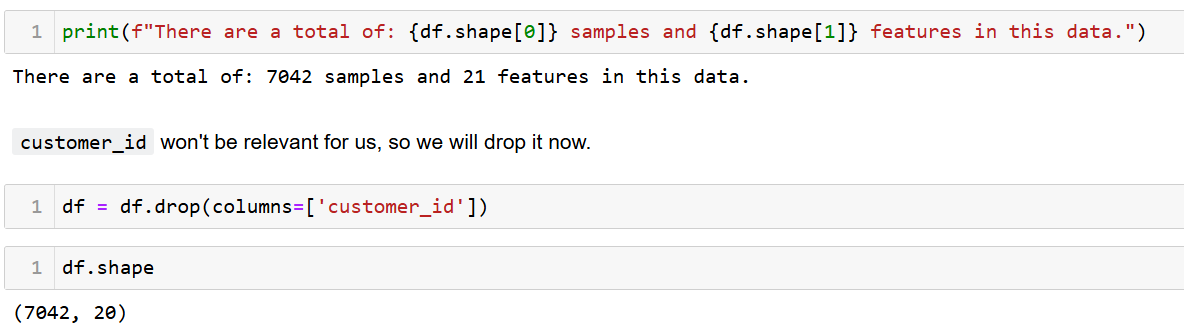 1 print(f"There are a total of: {df.shape[0]} samples and {df.shape[1]} features in this data.")
There are a total of: 7042 samples and 21 features in this data.
customer_id won't be relevant for us, so we will drop it now.
1 df = df.drop(columns=['customer_id'])
1 df.shape
(7042, 20)